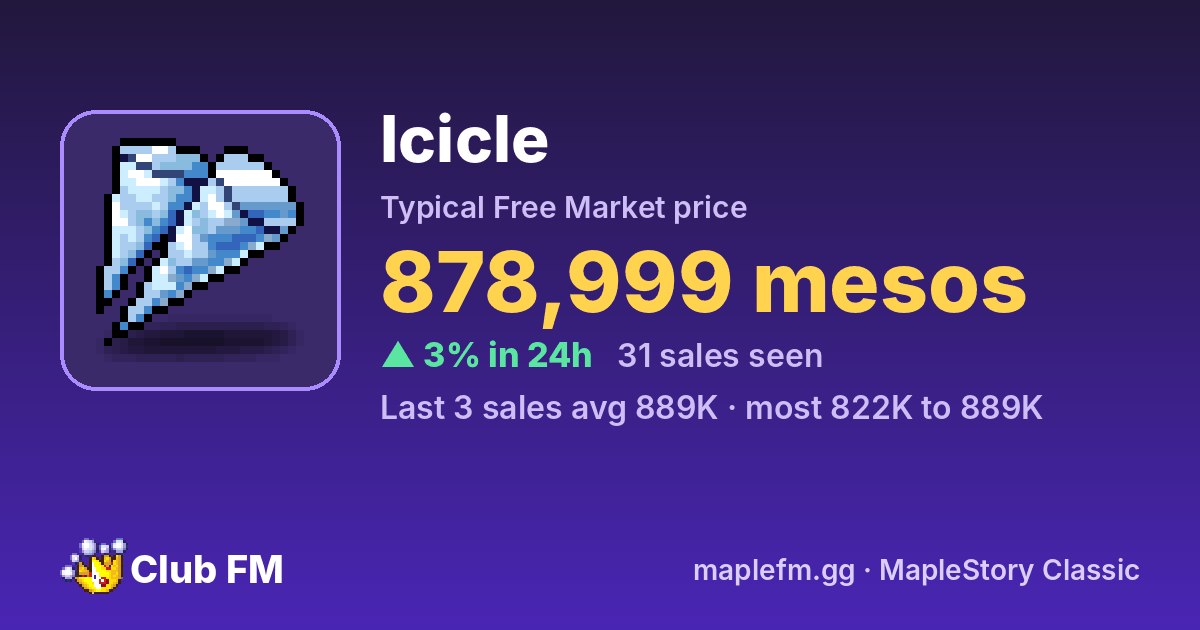 Icicle
Typical Free Market price
878,999 mesos
▲ 3% in 24h 31 sales seen
Last 3 sales avg 889K · most 822K to 889K
Club FM
maplefm.gg · MapleStory Classic